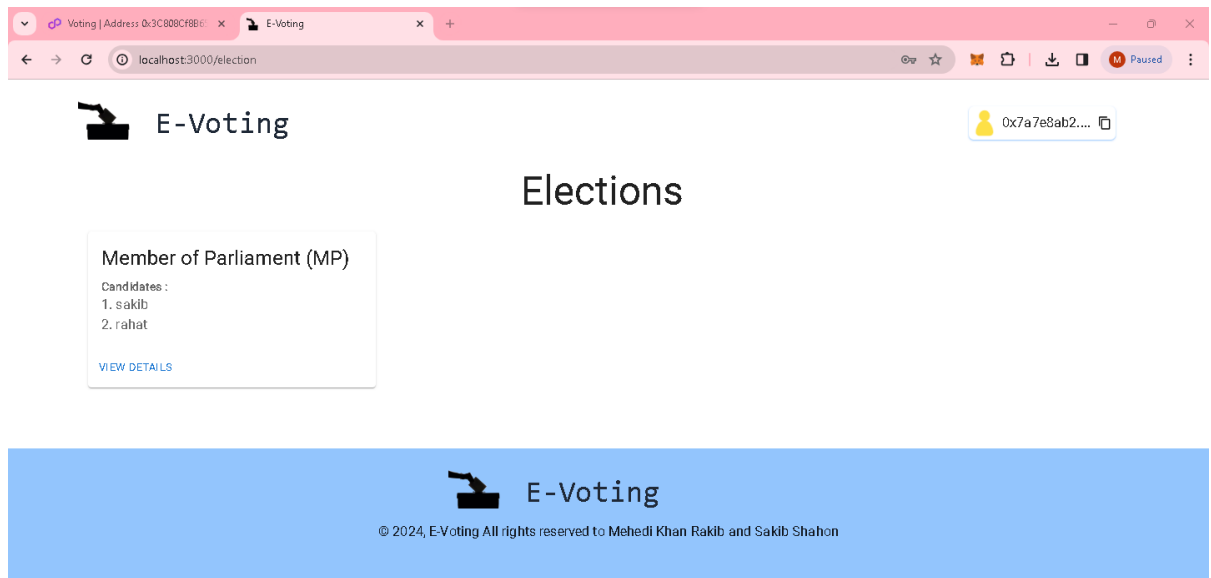 Voting | Address 0x3C808Cf8B6
E-Voting
localhost:3000/election
M Paused
E-Voting
0x7a7e8ab2....
Elections
Member of Parliament (MP)
Candidates :
1. sakib
2. rahat
VIEW DETAILS
E-Voting
© 2024, E-Voting All rights reserved to Mehedi Khan Rakib and Sakib Shahon